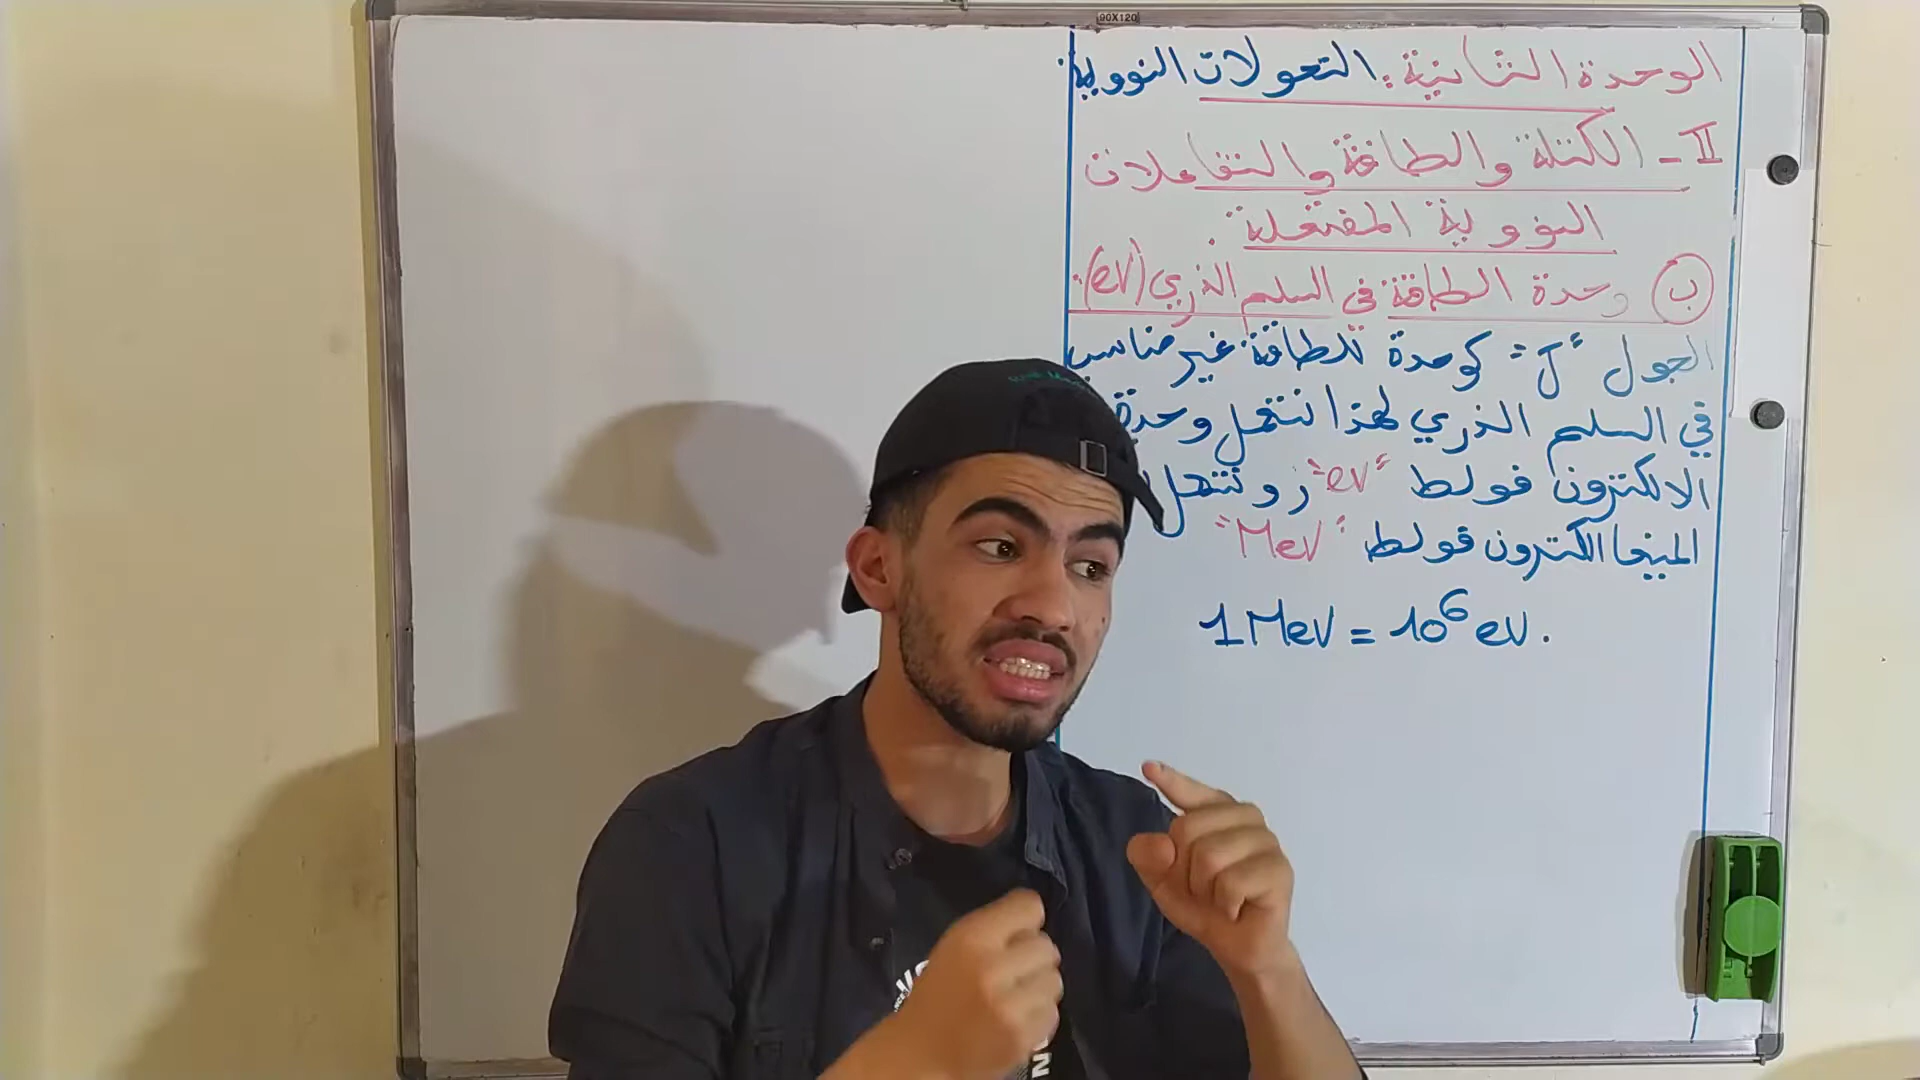 90X120
الوحدة الثانية: التحولات النووية
II - الكتلة والطاقة والتفاعلات
النووية المفتعلة.
ب وحدة الطاقة في السلم الذري (eV):
الجول "J" كوحدة للطاقة غير مناسب
في السلم الذري لهذا نستعمل وحدة
الالكترون فولط "eV" و نستعمل
الميغا الكترون فولط "MeV"
1 MeV = 10⁶ eV.